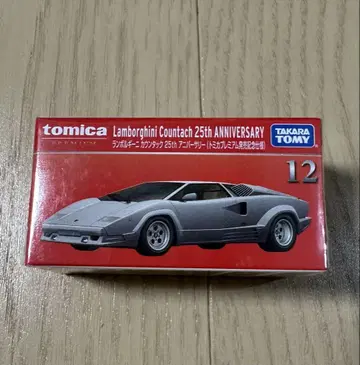 tomica
PREMIUM
Lamborghini Countach 25th ANNIVERSARY
ランボルギーニ カウンタック 25th アニバーサリー (トミカプレミアム発売記念仕様)
TAKARA
TOMY
12